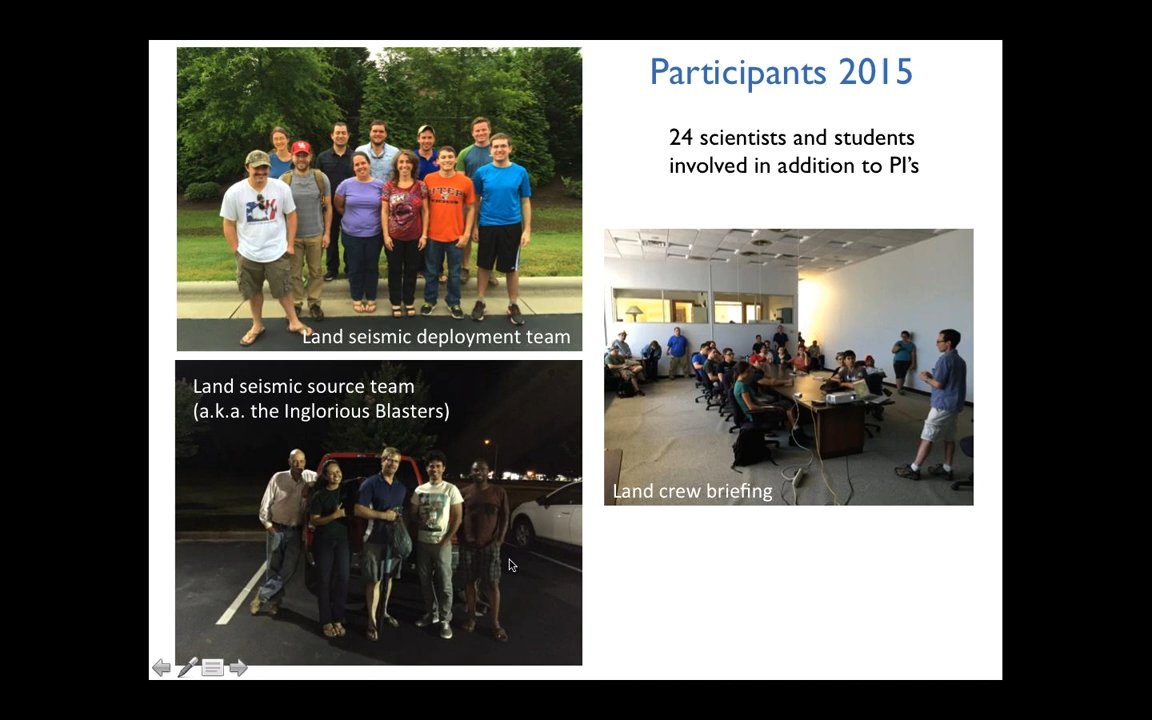 Participants 2015
24 scientists and students
involved in addition to PI’s
Land seismic deployment team
Land seismic source team
(a.k.a. the Inglorious Blasters)
Land crew briefing